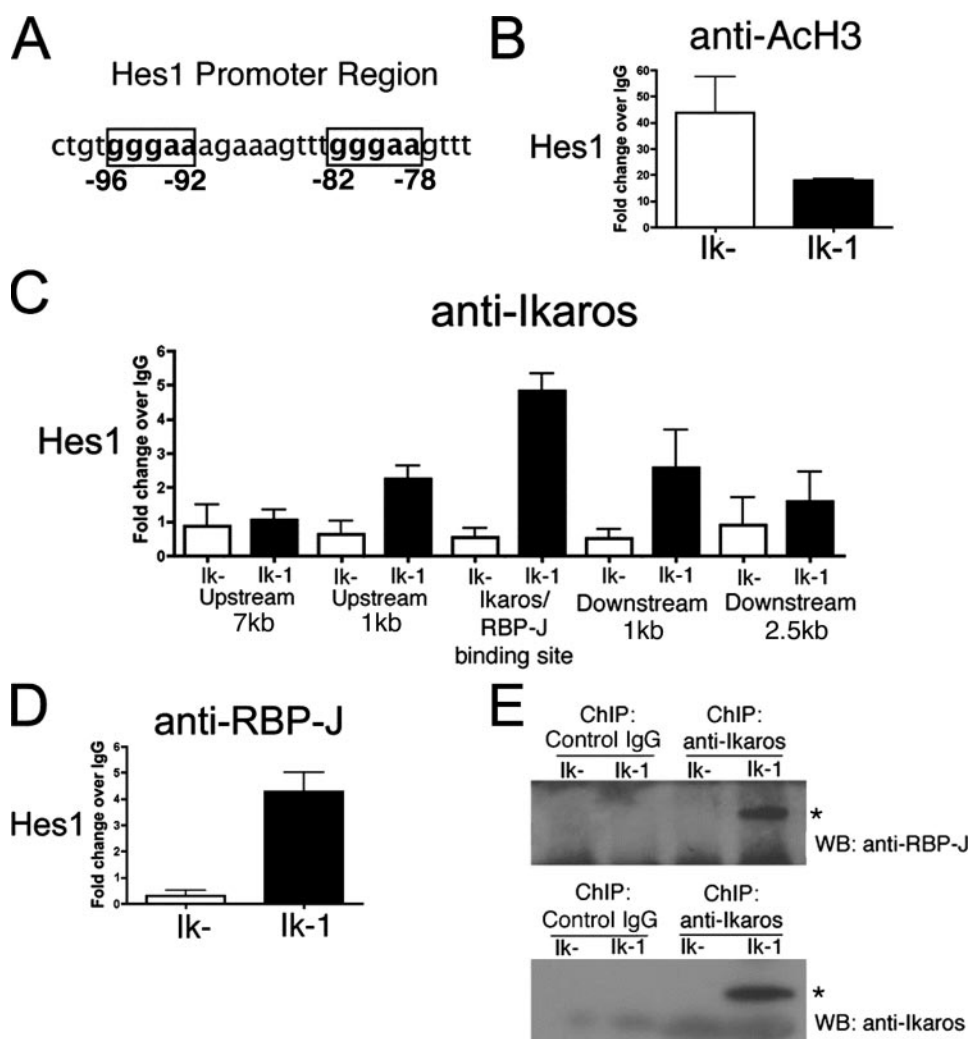 A
Hes1 Promoter Region
ctgtgggaaagaaagtttgggaagttt
-96 -92 -82 -78
B
anti-AcH3
Hes1
Fold change over IgG
60
50
40
30
20
10
0
Ik- Ik-1
C
anti-Ikaros
Hes1
Fold change over IgG
6
5
4
3
2
1
0
Ik- Ik-1 Ik- Ik-1 Ik- Ik-1 Ik- Ik-1 Ik- Ik-1
Upstream
7kb
Upstream
1kb
Ikaros/
RBP-J
binding site
Downstream
1kb
Downstream
2.5kb
D
anti-RBP-J
Hes1
Fold change over IgG
6
5
4
3
2
1
0
Ik- Ik-1
E
ChIP:
Control IgG
ChIP:
anti-Ikaros
Ik- Ik-1 Ik- Ik-1
*
WB: anti-RBP-J
ChIP:
Control IgG
ChIP:
anti-Ikaros
Ik- Ik-1 Ik- Ik-1
*
WB: anti-Ikaros